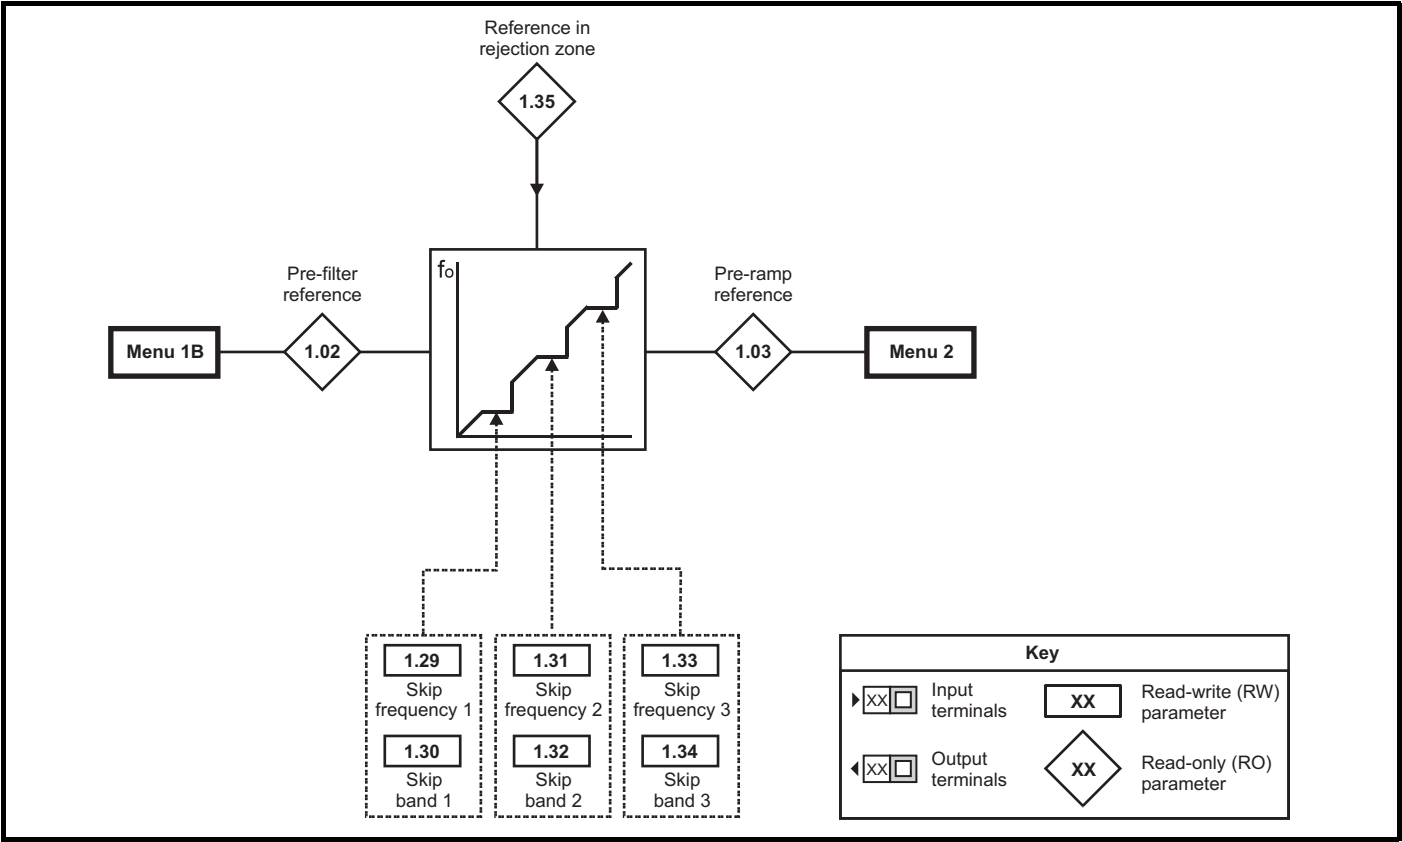 Reference in
rejection zone
1.35
fo
Pre-filter
reference
Pre-ramp
reference
Menu 1B
1.02
1.03
Menu 2
1.29
Skip
frequency 1
1.30
Skip
band 1
1.31
Skip
frequency 2
1.32
Skip
band 2
1.33
Skip
frequency 3
1.34
Skip
band 3
Key
XX
Input
terminals
XX
Read-write (RW)
parameter
XX
Output
terminals
XX
Read-only (RO)
parameter